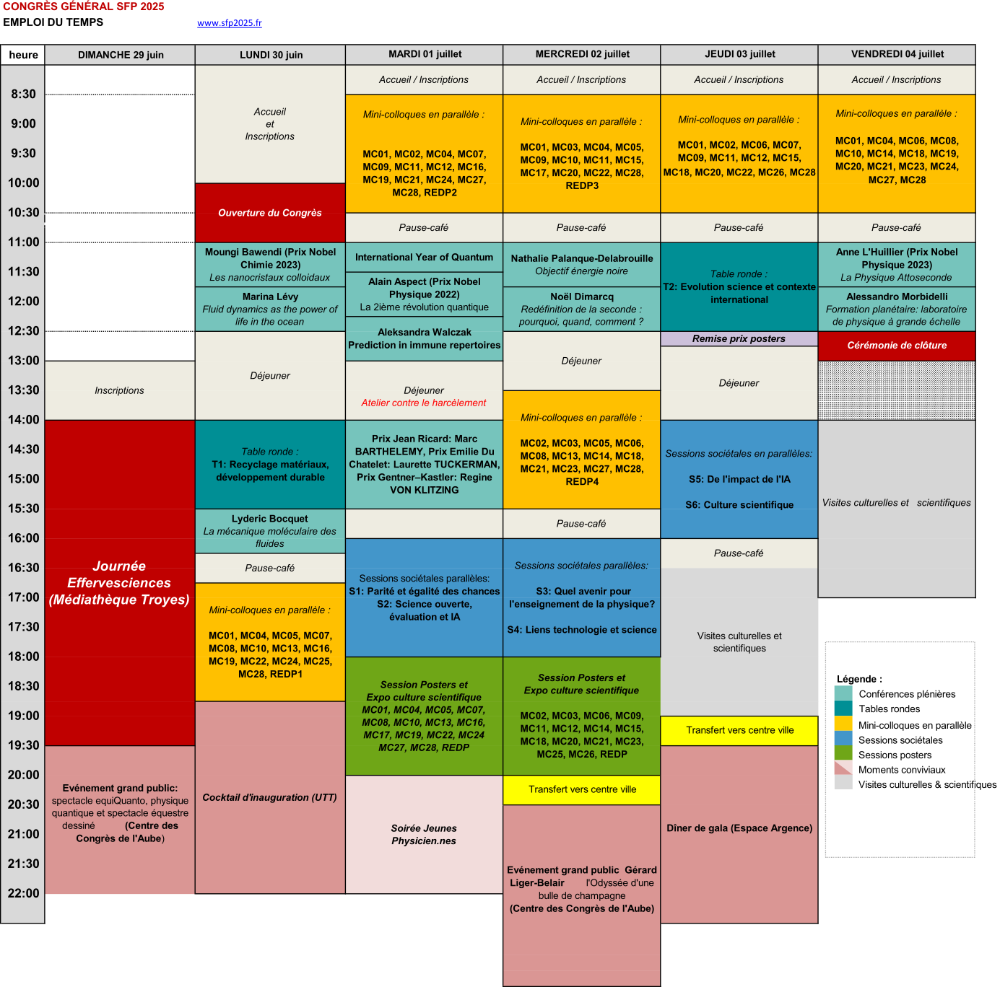 CONGRÈS GÉNÉRAL SFP 2025
EMPLOI DU TEMPS
www.sfp2025.fr
heure
DIMANCHE 29 juin
LUNDI 30 juin
MARDI 01 juillet
MERCREDI 02 juillet
JEUDI 03 juillet
VENDREDI 04 juillet
8:30
9:00
9:30
10:00
10:30
11:00
11:30
12:00
12:30
13:00
13:30
14:00
14:30
15:00
15:30
16:00
16:30
17:00
17:30
18:00
18:30
19:00
19:30
20:00
20:30
21:00
21:30
22:00
Inscriptions
Journée
Effervesciences
(Médiathèque Troyes)
Evénement grand public:
spectacle equiQuanto, physique
quantique et spectacle équestre
dessiné (Centre des
Congrès de l'Aube)
Accueil
et
Inscriptions
Ouverture du Congrès
Moungi Bawendi (Prix Nobel
Chimie 2023)
Les nanocristaux colloidaux
Marina Lévy
Fluid dynamics as the power of
life in the ocean
Déjeuner
Table ronde :
T1: Recyclage matériaux,
développement durable
Lyderic Bocquet
La mécanique moléculaire des
fluides
Pause-café
Mini-colloques en parallèle :
MC01, MC04, MC05, MC07,
MC08, MC10, MC13, MC16,
MC19, MC22, MC24, MC25,
MC28, REDP1
Cocktail d'inauguration (UTT)
Accueil / Inscriptions
Mini-colloques en parallèle :
MC01, MC02, MC04, MC07,
MC09, MC11, MC12, MC16,
MC19, MC21, MC24, MC27,
MC28, REDP2
Pause-café
International Year of Quantum
Alain Aspect (Prix Nobel
Physique 2022)
La 2ième révolution quantique
Aleksandra Walczak
Prediction in immune repertoires
Déjeuner
Atelier contre le harcèlement
Prix Jean Ricard: Marc
BARTHELEMY, Prix Emilie Du
Chatelet: Laurette TUCKERMAN,
Prix Gentner–Kastler: Regine
VON KLITZING
Sessions sociétales parallèles:
S1: Parité et égalité des chances
S2: Science ouverte,
évaluation et IA
Session Posters et
Expo culture scientifique
MC01, MC04, MC05, MC07,
MC08, MC10, MC13, MC16,
MC17, MC19, MC22, MC24
MC27, MC28, REDP
Soirée Jeunes
Physicien.nes
Accueil / Inscriptions
Mini-colloques en parallèle :
MC01, MC03, MC04, MC05,
MC09, MC10, MC11, MC15,
MC17, MC20, MC22, MC28,
REDP3
Pause-café
Nathalie Palanque-Delabrouille
Objectif énergie noire
Noël Dimarcq
Redéfinition de la seconde :
pourquoi, quand, comment ?
Déjeuner
Mini-colloques en parallèle :
MC02, MC03, MC05, MC06,
MC08, MC13, MC14, MC18,
MC21, MC23, MC27, MC28,
REDP4
Pause-café
Sessions sociétales parallèles:
S3: Quel avenir pour
l'enseignement de la physique?
S4: Liens technologie et science
Session Posters et
Expo culture scientifique
MC02, MC03, MC06, MC09,
MC11, MC12, MC14, MC15,
MC18, MC20, MC21, MC23,
MC25, MC26, REDP
Transfert vers centre ville
Evénement grand public Gérard
Liger-Belair l'Odyssée d'une
bulle de champagne
(Centre des Congrès de l'Aube)
Accueil / Inscriptions
Mini-colloques en parallèle :
MC01, MC02, MC06, MC07,
MC09, MC11, MC12, MC15,
MC18, MC20, MC22, MC26, MC28
Pause-café
Table ronde :
T2: Evolution science et contexte
international
Remise prix posters
Déjeuner
Sessions sociétales en parallèles:
S5: De l'impact de l'IA
S6: Culture scientifique
Pause-café
Visites culturelles et
scientifiques
Transfert vers centre ville
Dîner de gala (Espace Argence)
Accueil / Inscriptions
Mini-colloques en parallèle :
MC01, MC04, MC06, MC08,
MC10, MC14, MC18, MC19,
MC20, MC21, MC23, MC24,
MC27, MC28
Pause-café
Anne L'Huillier (Prix Nobel
Physique 2023)
La Physique Attoseconde
Alessandro Morbidelli
Formation planétaire: laboratoire
de physique à grande échelle
Cérémonie de clôture
Visites culturelles et scientifiques
Légende :
Conférences plénières
Tables rondes
Mini-colloques en parallèle
Sessions sociétales
Sessions posters
Moments conviviaux
Visites culturelles & scientifiques